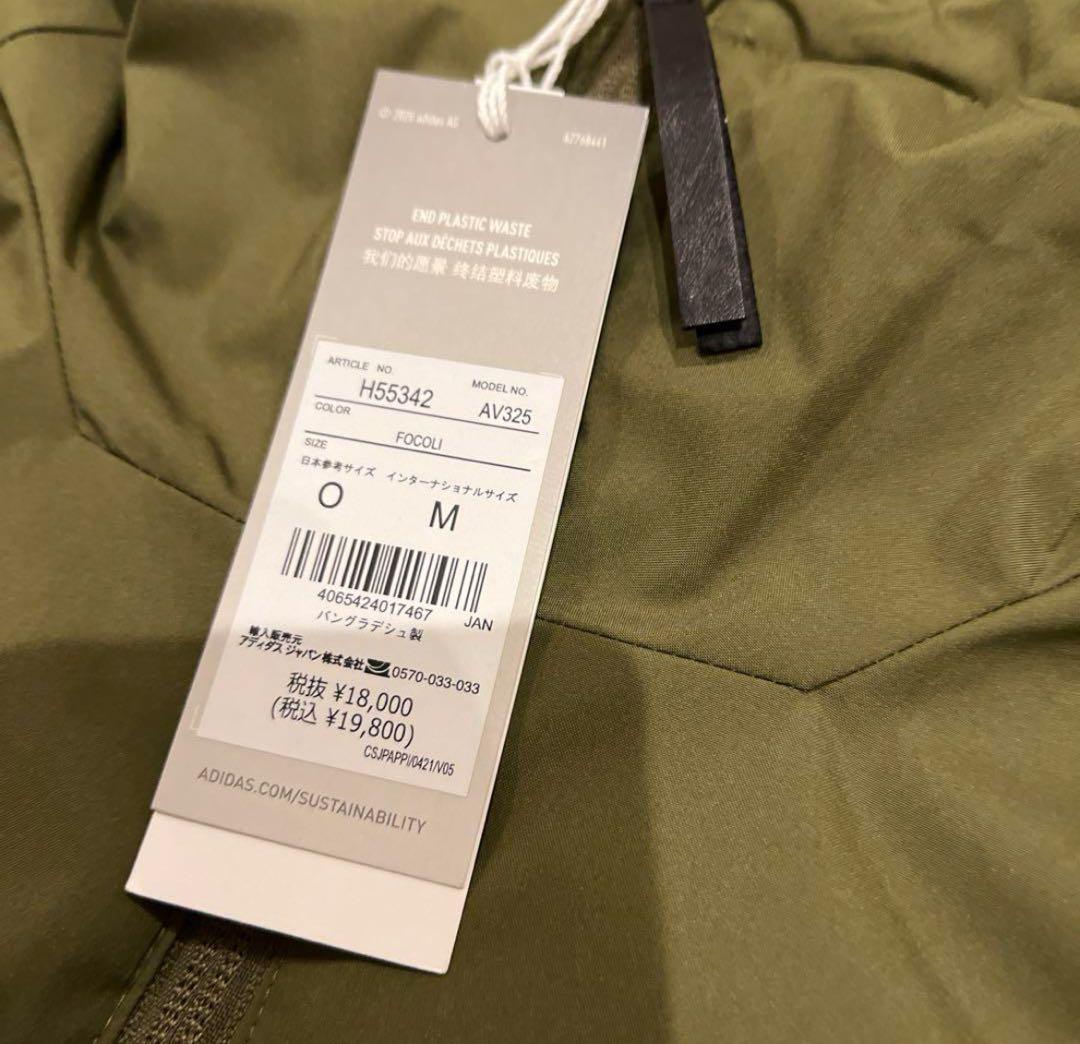 © 2020 adidas AG
62768441
END PLASTIC WASTE
STOP AUX DÉCHETS PLASTIQUES
我们的愿景 终结塑料废物
ARTICLE NO.
H55342
MODEL NO.
AV325
COLOR
FOCOLI
SIZE
日本参考サイズ インターナショナルサイズ
O M
4065424017467 JAN
バングラデシュ製
輸入販売元
アディダス ジャパン株式会社 0570-033-033
税抜 ¥18,000
(税込 ¥19,800)
CSJPAPPI/0421/V05
ADIDAS.COM/SUSTAINABILITY